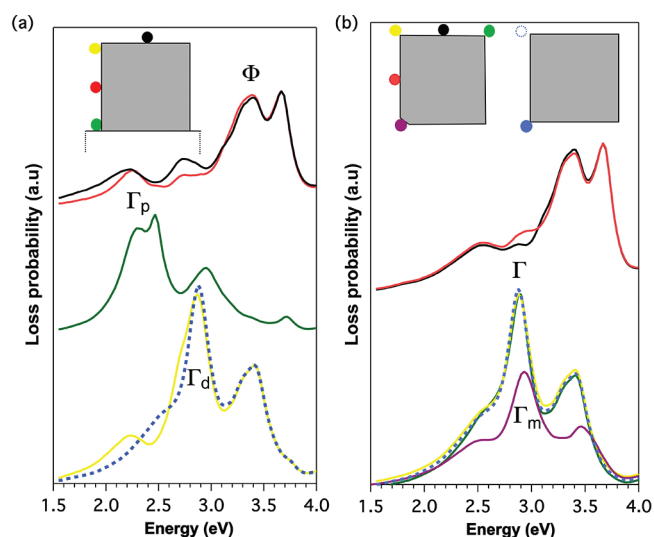 (a)
Φ
Γp
Γd
Loss probability (a.u)
1.5 2.0 2.5 3.0 3.5 4.0
Energy (eV)
(b)
Γ
Γm
Loss probability (a.u)
1.5 2.0 2.5 3.0 3.5 4.0
Energy (eV)